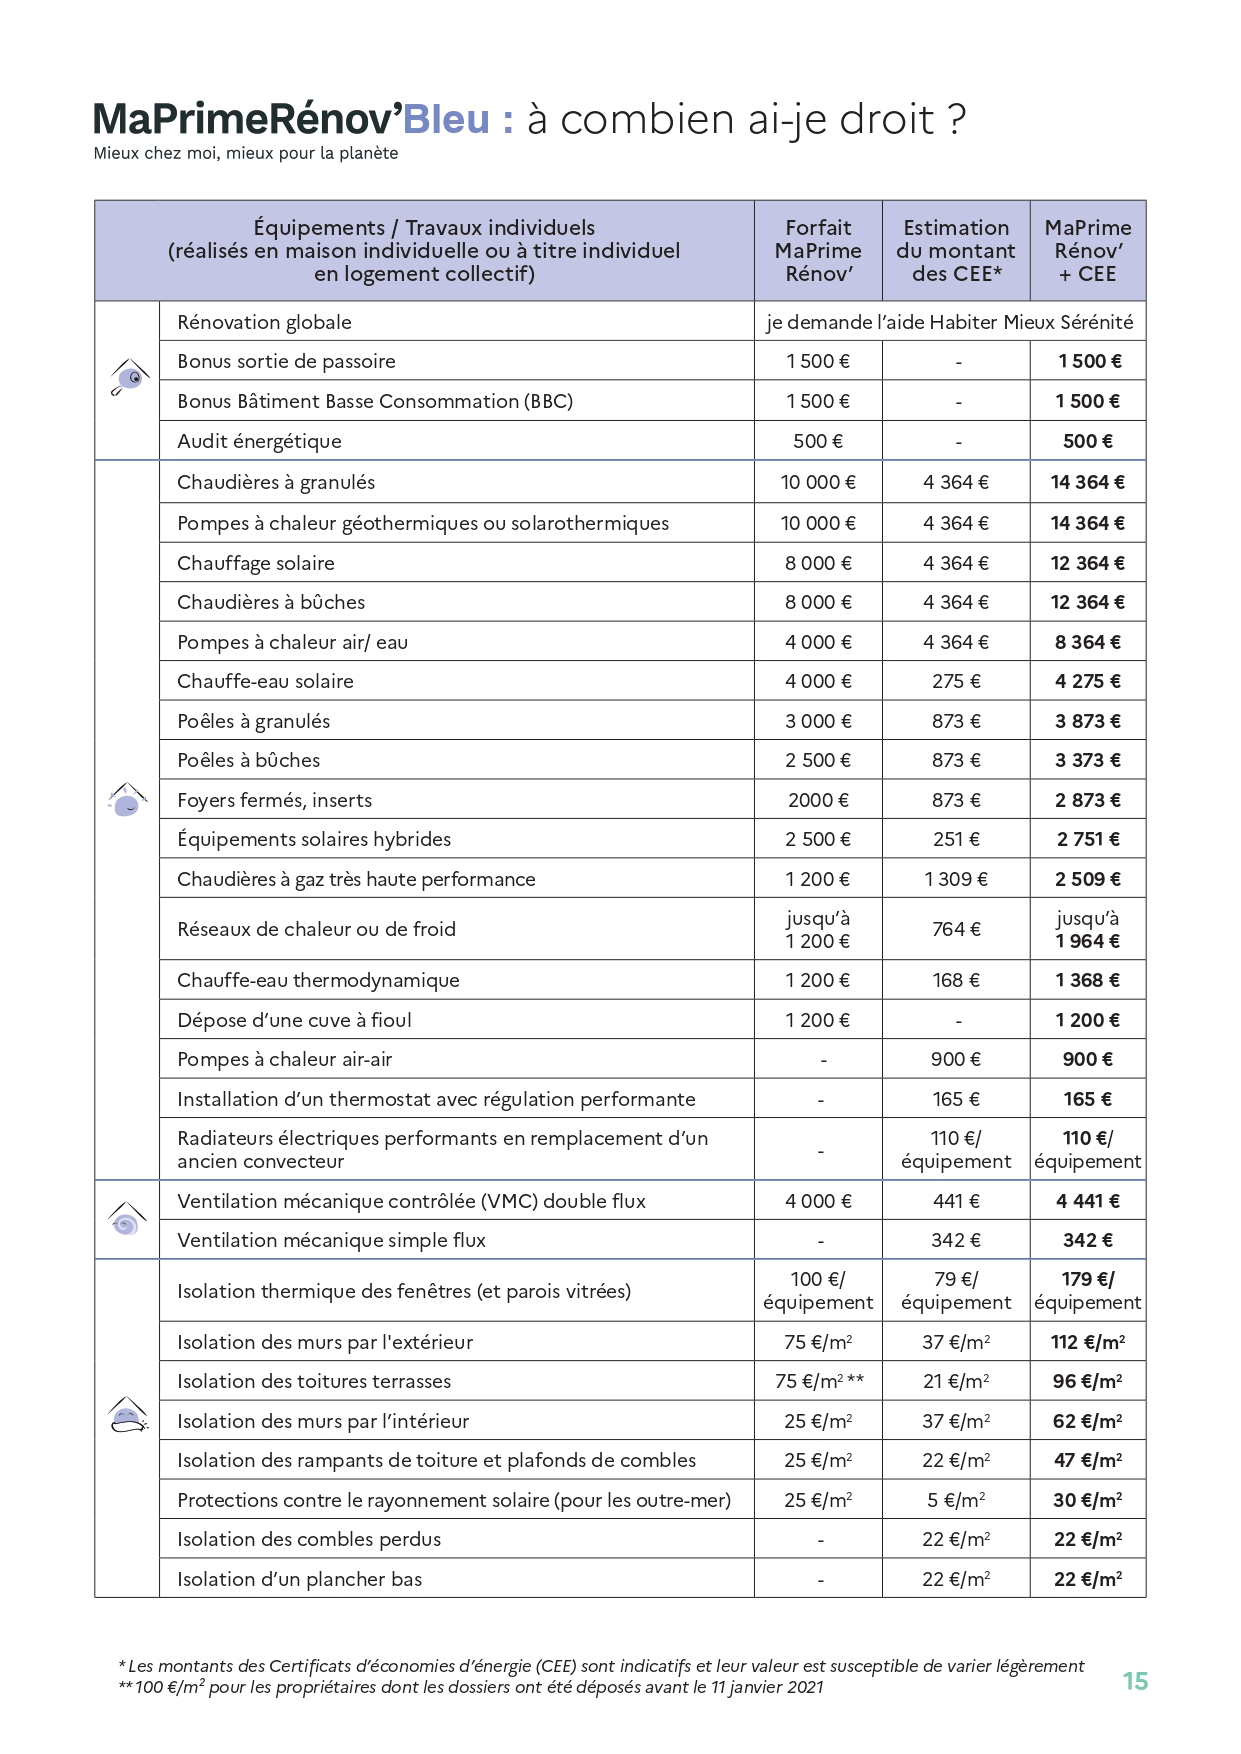 MaPrimeRénov’Bleu : à combien ai-je droit ?
Mieux chez moi, mieux pour la planète
Équipements / Travaux individuels
(réalisés en maison individuelle ou à titre individuel
en logement collectif)
Forfait
MaPrime
Rénov’
Estimation
du montant
des CEE*
MaPrime
Rénov’
+ CEE
Rénovation globale je demande l’aide Habiter Mieux Sérénité
Bonus sortie de passoire 1 500 € - 1 500 €
Bonus Bâtiment Basse Consommation (BBC) 1 500 € - 1 500 €
Audit énergétique 500 € - 500 €
Chaudières à granulés 10 000 € 4 364 € 14 364 €
Pompes à chaleur géothermiques ou solarothermiques 10 000 € 4 364 € 14 364 €
Chauffage solaire 8 000 € 4 364 € 12 364 €
Chaudières à bûches 8 000 € 4 364 € 12 364 €
Pompes à chaleur air/ eau 4 000 € 4 364 € 8 364 €
Chauffe-eau solaire 4 000 € 275 € 4 275 €
Poêles à granulés 3 000 € 873 € 3 873 €
Poêles à bûches 2 500 € 873 € 3 373 €
Foyers fermés, inserts 2000 € 873 € 2 873 €
Équipements solaires hybrides 2 500 € 251 € 2 751 €
Chaudières à gaz très haute performance 1 200 € 1 309 € 2 509 €
Réseaux de chaleur ou de froid
jusqu’à
1 200 €
764 €
jusqu’à
1 964 €
Chauffe-eau thermodynamique 1 200 € 168 € 1 368 €
Dépose d’une cuve à fioul 1 200 € - 1 200 €
Pompes à chaleur air-air - 900 € 900 €
Installation d’un thermostat avec régulation performante - 165 € 165 €
Radiateurs électriques performants en remplacement d’un
ancien convecteur
-
110 €/
équipement
110 €/
équipement
Ventilation mécanique contrôlée (VMC) double flux 4 000 € 441 € 4 441 €
Ventilation mécanique simple flux - 342 € 342 €
Isolation thermique des fenêtres (et parois vitrées)
100 €/
équipement
79 €/
équipement
179 €/
équipement
Isolation des murs par l'extérieur 75 €/m² 37 €/m² 112 €/m²
Isolation des toitures terrasses 75 €/m² ** 21 €/m² 96 €/m²
Isolation des murs par l’intérieur 25 €/m² 37 €/m² 62 €/m²
Isolation des rampants de toiture et plafonds de combles 25 €/m² 22 €/m² 47 €/m²
Protections contre le rayonnement solaire (pour les outre-mer) 25 €/m² 5 €/m² 30 €/m²
Isolation des combles perdus - 22 €/m² 22 €/m²
Isolation d’un plancher bas - 22 €/m² 22 €/m²
* Les montants des Certificats d’économies d’énergie (CEE) sont indicatifs et leur valeur est susceptible de varier légèrement
** 100 €/m² pour les propriétaires dont les dossiers ont été déposés avant le 11 janvier 2021
15